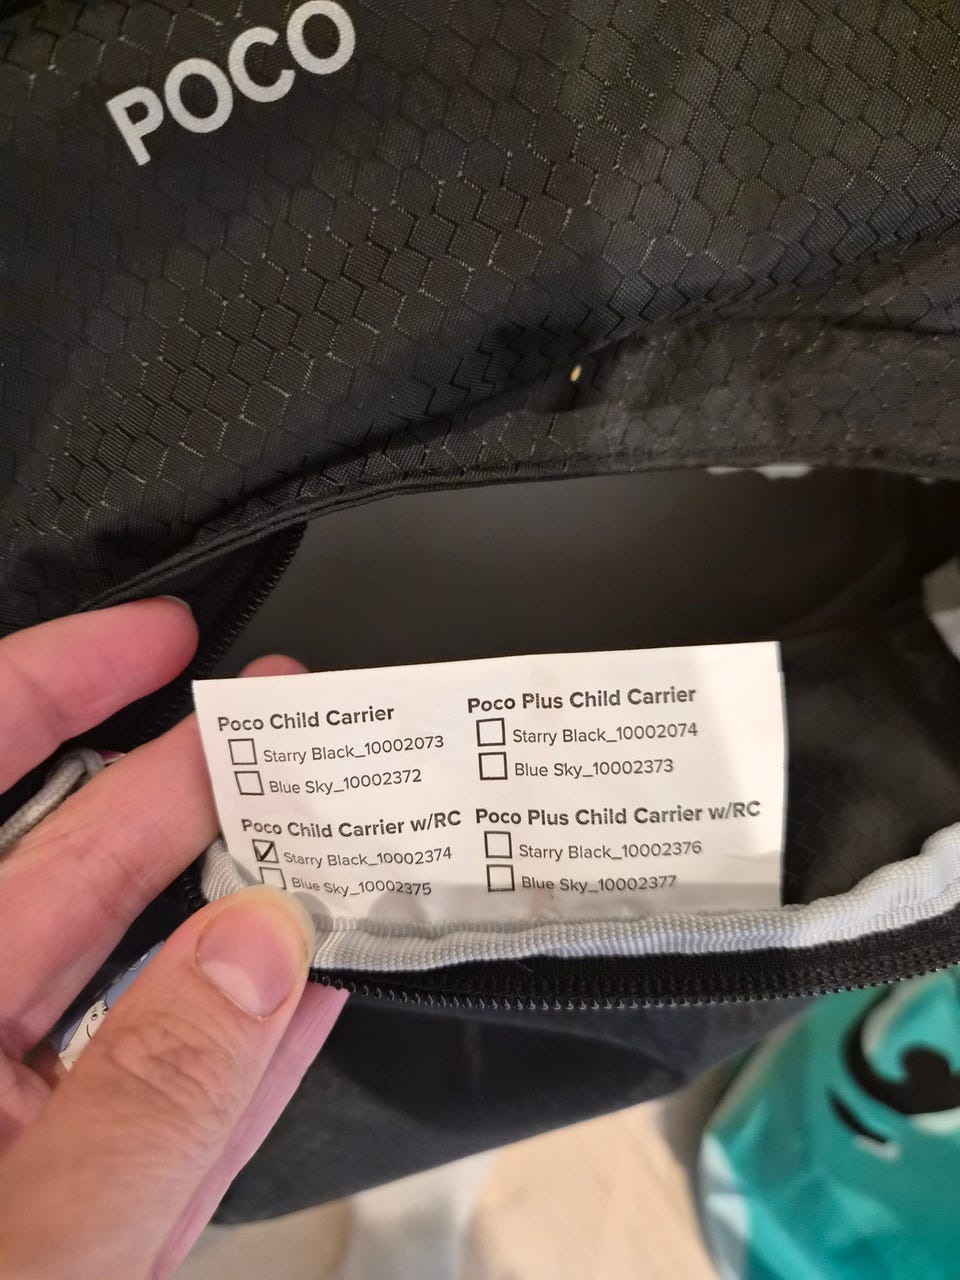 POCO
Poco Child Carrier
Starry Black_10002073
Blue Sky_10002372
Poco Plus Child Carrier
Starry Black_10002074
Blue Sky_10002373
Poco Child Carrier w/RC
Starry Black_10002374
Blue Sky_10002375
Poco Plus Child Carrier w/RC
Starry Black_10002376
Blue Sky_10002377